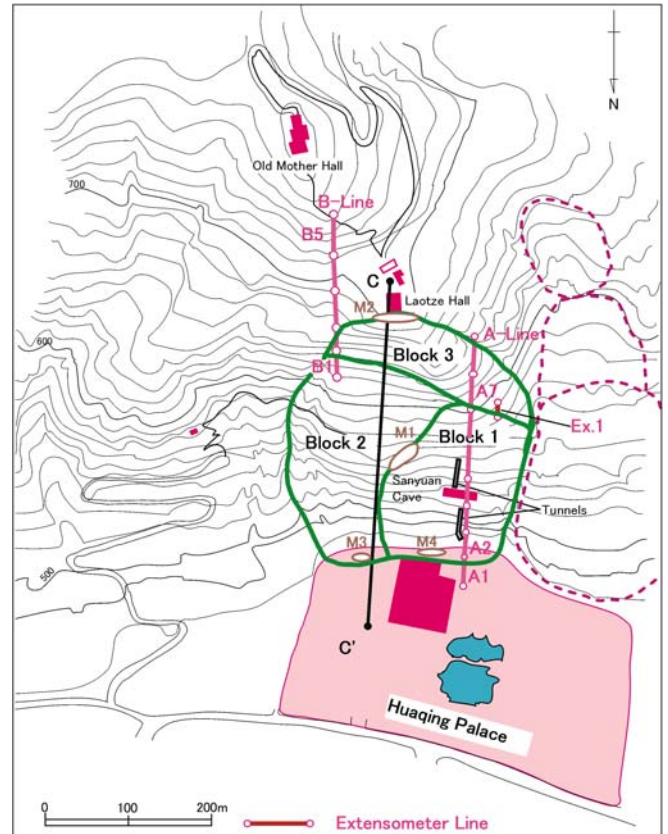 N
Old Mother Hall
700
B-Line
B5
C
Laotze Hall
M2
A-Line
600
Block 3
B1
A7
Ex.1
Block 2
M1
Block 1
Sanyuan
Cave
Tunnels
M3
M4
A2
500
A1
C'
Huaqing Palace
0 100 200m
Extensometer Line